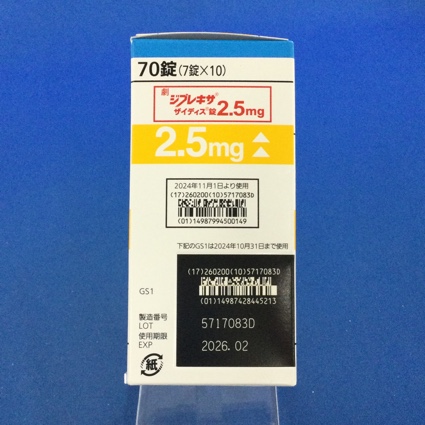 70錠(7錠×10)
劇 ジプレキサ®
ザイディス®錠2.5mg
2.5mg
2024年11月1日より使用
(17)260200(10)5717083D
(01)14987994500149
下記のGS1は2024年10月31日まで使用
(17)260200(10)5717083D
(01)14987428445213
GS1
製造番号
LOT
5717083D
使用期限
EXP
2026.02
紙